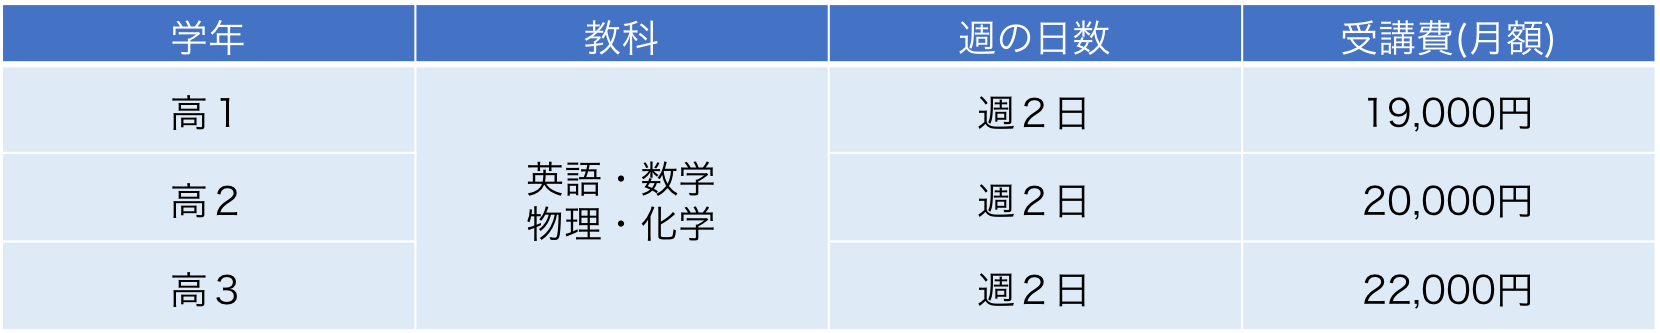 学年 教科 週の日数 受講費(月額)
高１ 週２日 19,000円
英語・数学
高２ 週２日 20,000円
物理・化学
高３ 週２日 22,000円